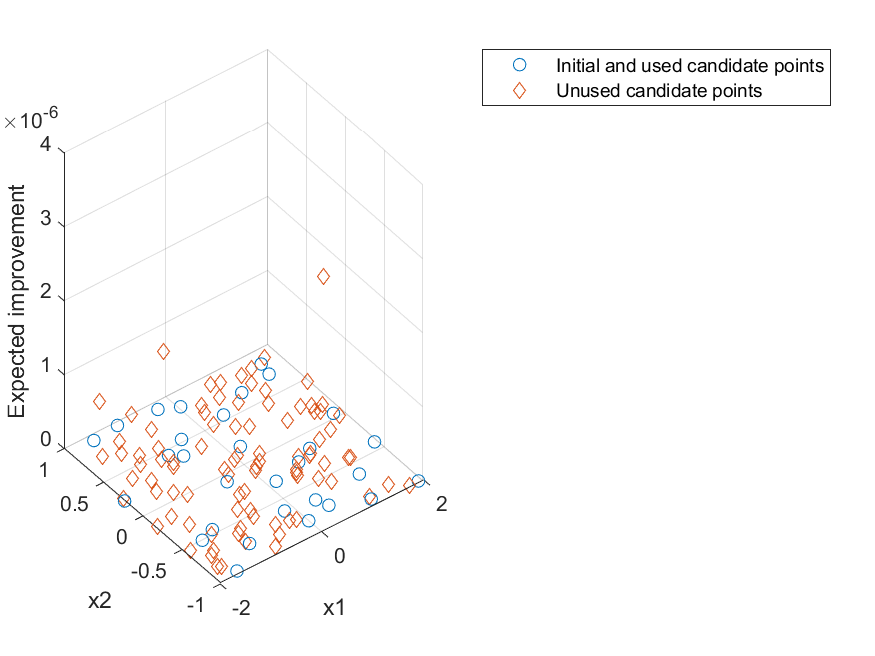 Initial and used candidate points
Unused candidate points
×10-6
4
3
2
1
0
Expected improvement
1
0.5
0
-0.5
-1
x2
-2
0
2
x1